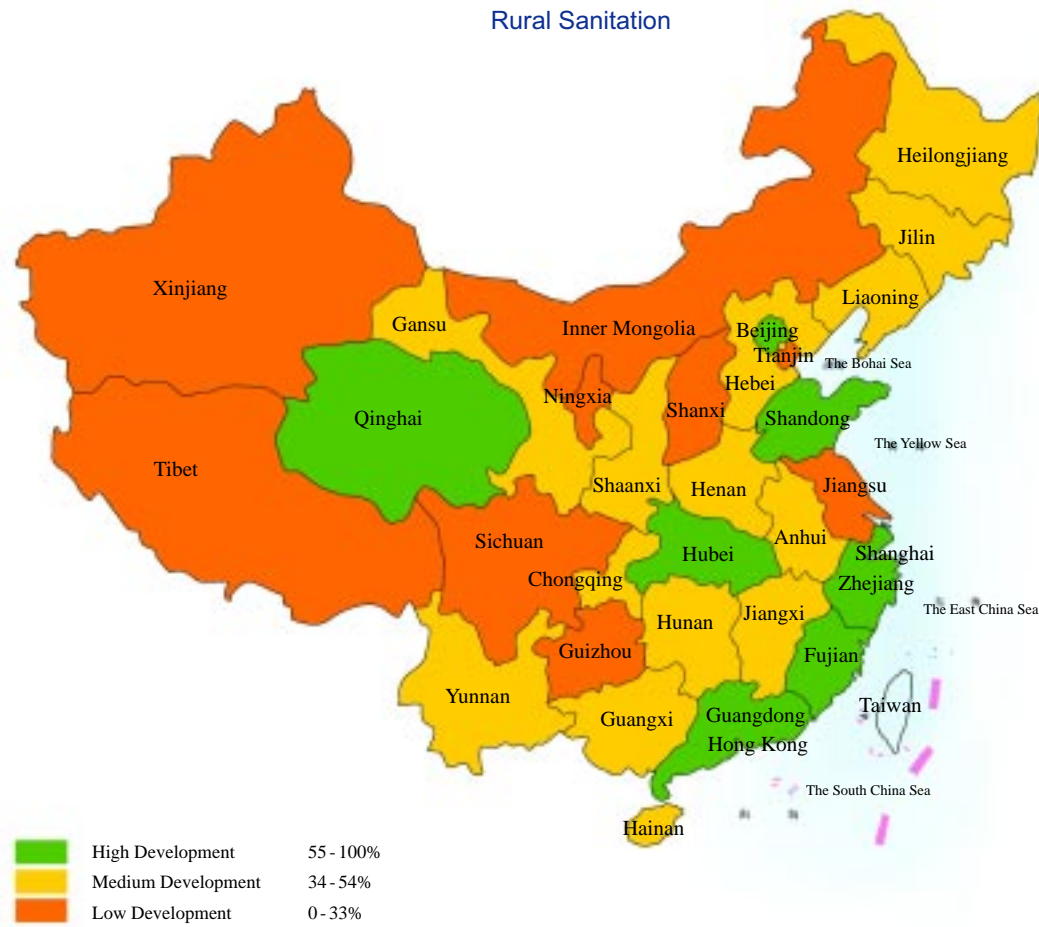 Rural Sanitation
Heilongjiang
Jilin
Xinjiang
Liaoning
Gansu
Inner Mongolia
Beijing
Tianjin
The Bohai Sea
Hebei
Ningxia
Shanxi
Qinghai
Shandong
The Yellow Sea
Tibet
Shaanxi
Henan
Jiangsu
Sichuan
Anhui
Hubei
Shanghai
Chongqing
Zhejiang
The East China Sea
Hunan
Jiangxi
Guizhou
Fujian
Yunnan
Taiwan
Guangxi
Guangdong
Hong Kong
The South China Sea
Hainan
High Development 55 - 100%
Medium Development 34 - 54%
Low Development 0 - 33%